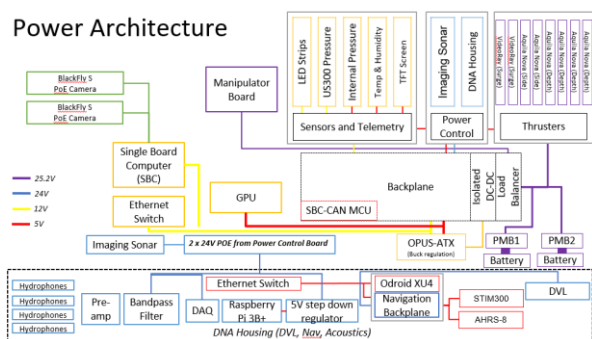 Power Architecture
BlackFly S
PoE Camera
BlackFly S
PoE Camera
Single Board
Computer
(SBC)
Ethernet
Switch
GPU
Manipulator
Board
LED Strips
US300 Pressure
Internal Pressure
Temp & Humidity
TFT Screen
Sensors and Telemetry
Imaging Sonar
DNA Housing
Power
Control
VideoRay (Surge)
VideoRay (Surge)
Aquila Nova (Side)
Aquila Nova (Side)
Aquila Nova (Depth)
Aquila Nova (Depth)
Aquila Nova (Depth)
Aquila Nova (Depth)
Thrusters
Backplane
SBC-CAN MCU
Isolated
DC-DC
Load
Balancer
25.2V
24V
12V
5V
OPUS-ATX
(Buck regulation)
PMB1
Battery
PMB2
Battery
Imaging Sonar
2 x 24V POE from Power Control Board
Hydrophones
Hydrophones
Hydrophones
Hydrophones
Pre-
amp
Bandpass
Filter
DAQ
Ethernet Switch
Raspberry
Pi 3B+
5V step down
regulator
Odroid XU4
Navigation
Backplane
STIM300
AHRS-8
DVL
DNA Housing (DVL, Nav, Acoustics)